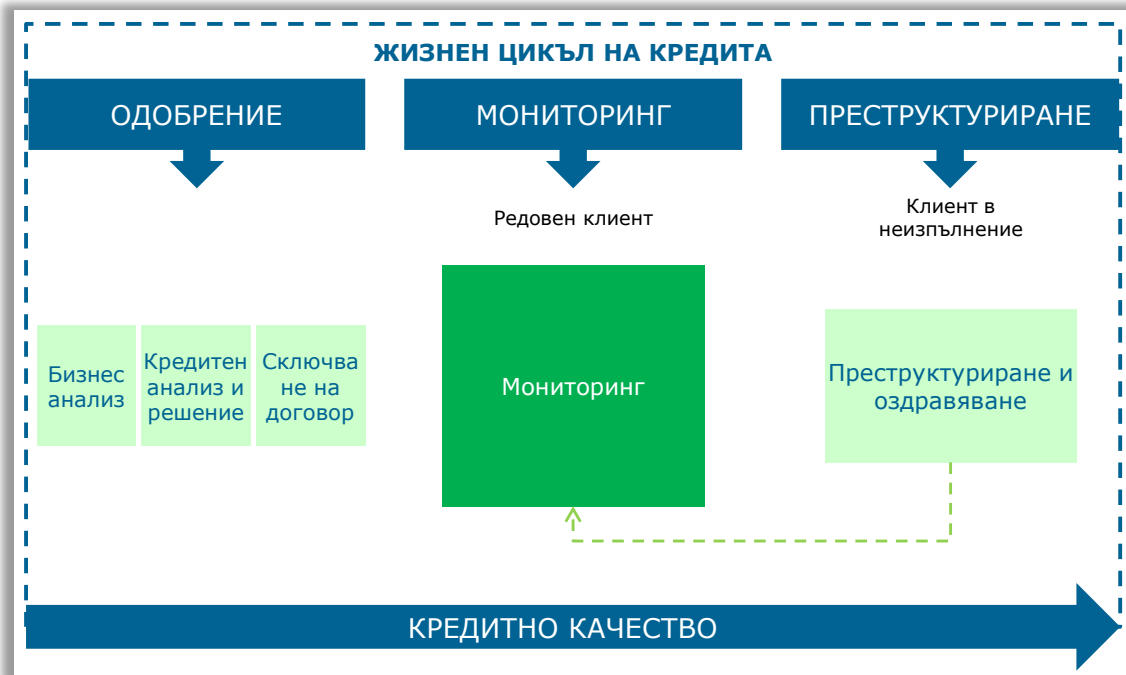 ЖИЗНЕН ЦИКЪЛ НА КРЕДИТА
ОДОБРЕНИЕ
МОНИТОРИНГ
ПРЕСТРУКТУРИРАНЕ
Редовен клиент
Клиент в
неизпълнение
Бизнес
анализ
Кредитен
анализ и
решение
Сключва
не на
договор
Мониторинг
Преструктуриране и
оздравяване
КРЕДИТНО КАЧЕСТВО